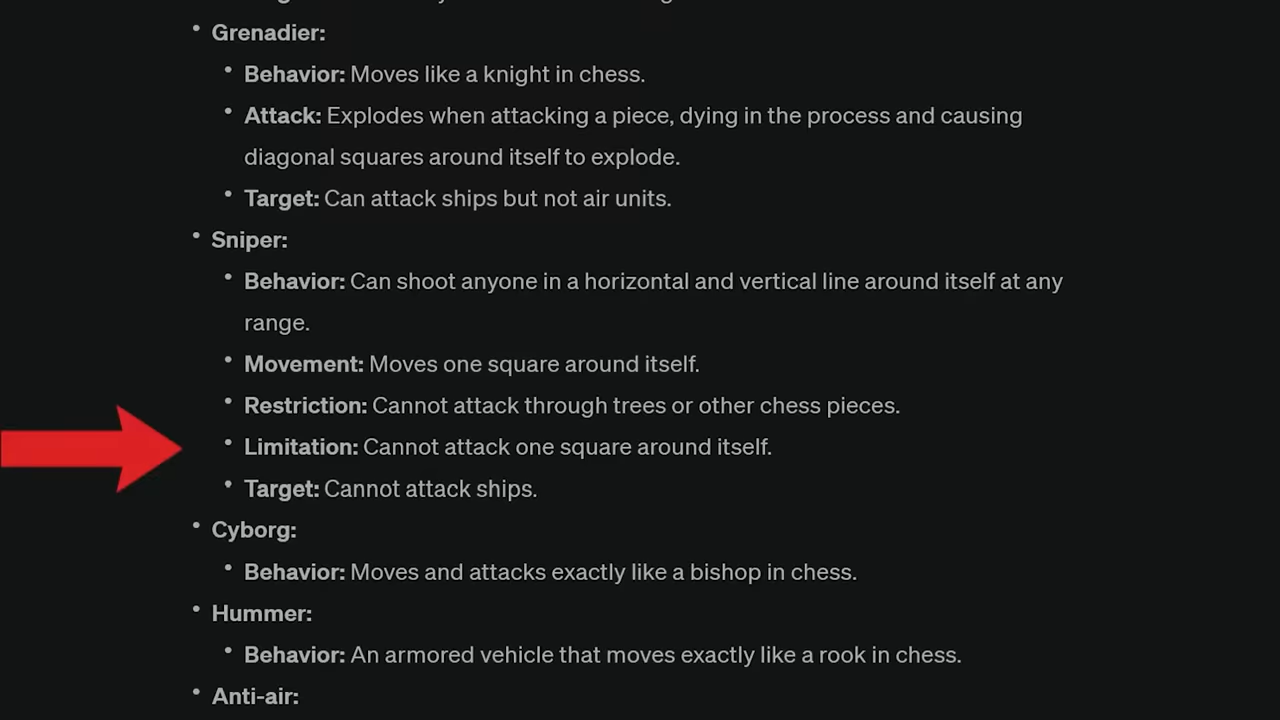 • Grenadier:
• Behavior: Moves like a knight in chess.
• Attack: Explodes when attacking a piece, dying in the process and causing
diagonal squares around itself to explode.
• Target: Can attack ships but not air units.
• Sniper:
• Behavior: Can shoot anyone in a horizontal and vertical line around itself at any
range.
• Movement: Moves one square around itself.
• Restriction: Cannot attack through trees or other chess pieces.
• Limitation: Cannot attack one square around itself.
• Target: Cannot attack ships.
• Cyborg:
• Behavior: Moves and attacks exactly like a bishop in chess.
• Hummer:
• Behavior: An armored vehicle that moves exactly like a rook in chess.
• Anti-air: